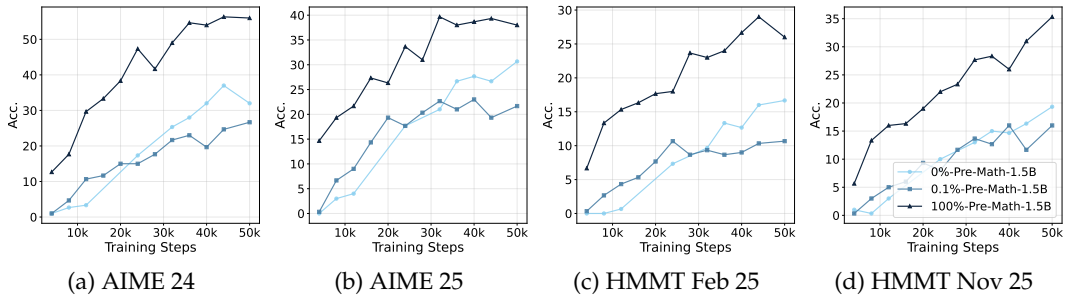 50
40
30
20
10
0
Acc.
10k 20k 30k 40k 50k
Training Steps
(a) AIME 24
40
35
30
25
20
15
10
5
0
Acc.
10k 20k 30k 40k 50k
Training Steps
(b) AIME 25
30
25
20
15
10
5
0
Acc.
10k 20k 30k 40k 50k
Training Steps
(c) HMMT Feb 25
35
30
25
20
15
10
5
0
Acc.
0%-Pre-Math-1.5B
0.1%-Pre-Math-1.5B
100%-Pre-Math-1.5B
10k 20k 30k 40k 50k
Training Steps
(d) HMMT Nov 25